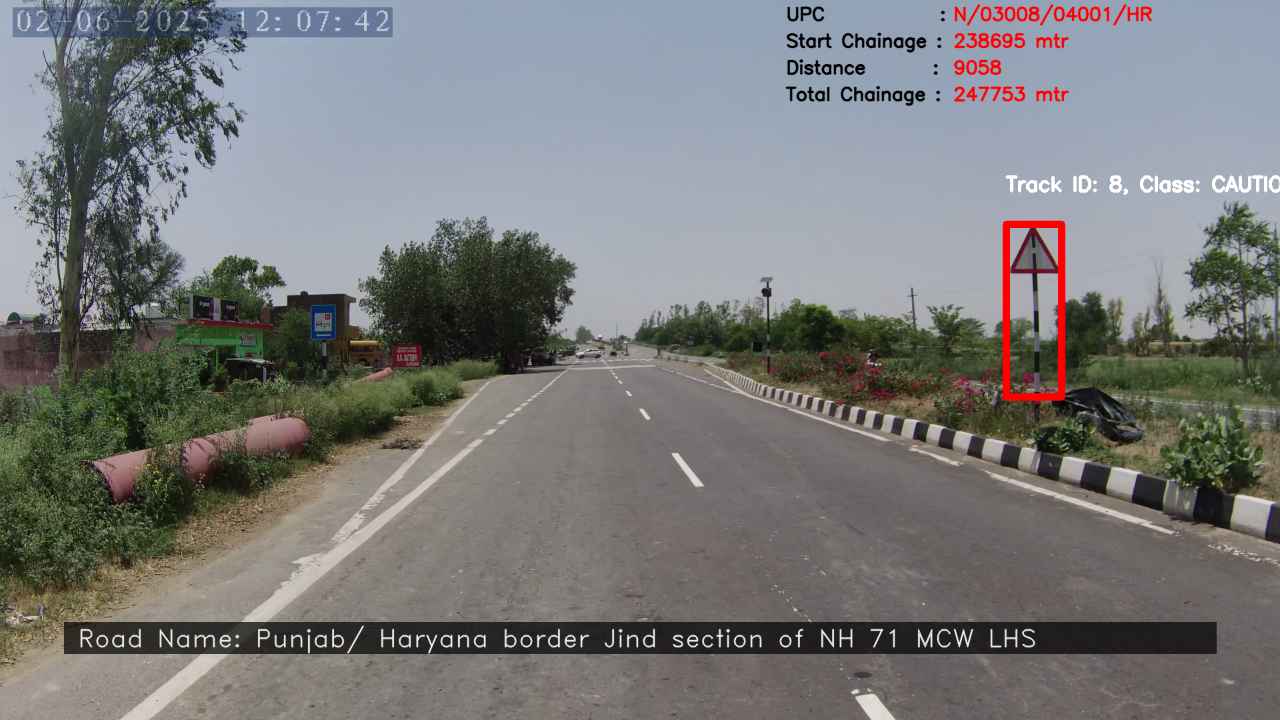 02-06-2025 12:07:42
UPC : N/03008/04001/HR
Start Chainage : 238695 mtr
Distance : 9058
Total Chainage : 247753 mtr
Track ID: 8, Class: CAUTIO
Road Name: Punjab/ Haryana border Jind section of NH 71 MCW LHS